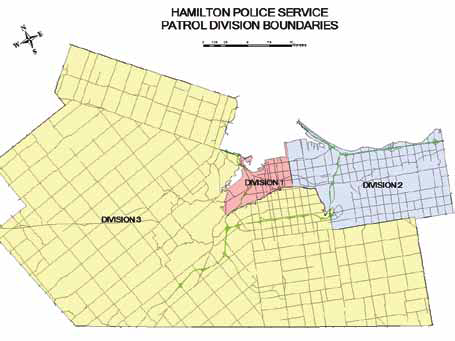 HAMILTON POLICE SERVICE
PATROL DIVISION BOUNDARIES
N
W E
S
DIVISION 1
DIVISION 2
DIVISION 3